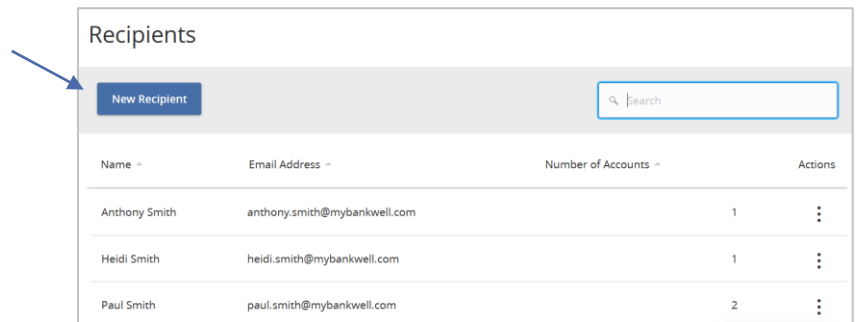 Recipients
New Recipient
Search
Name Email Address Number of Accounts Actions
Anthony Smith anthony.smith@mybankwell.com 1
Heidi Smith heidi.smith@mybankwell.com 1
Paul Smith paul.smith@mybankwell.com 2